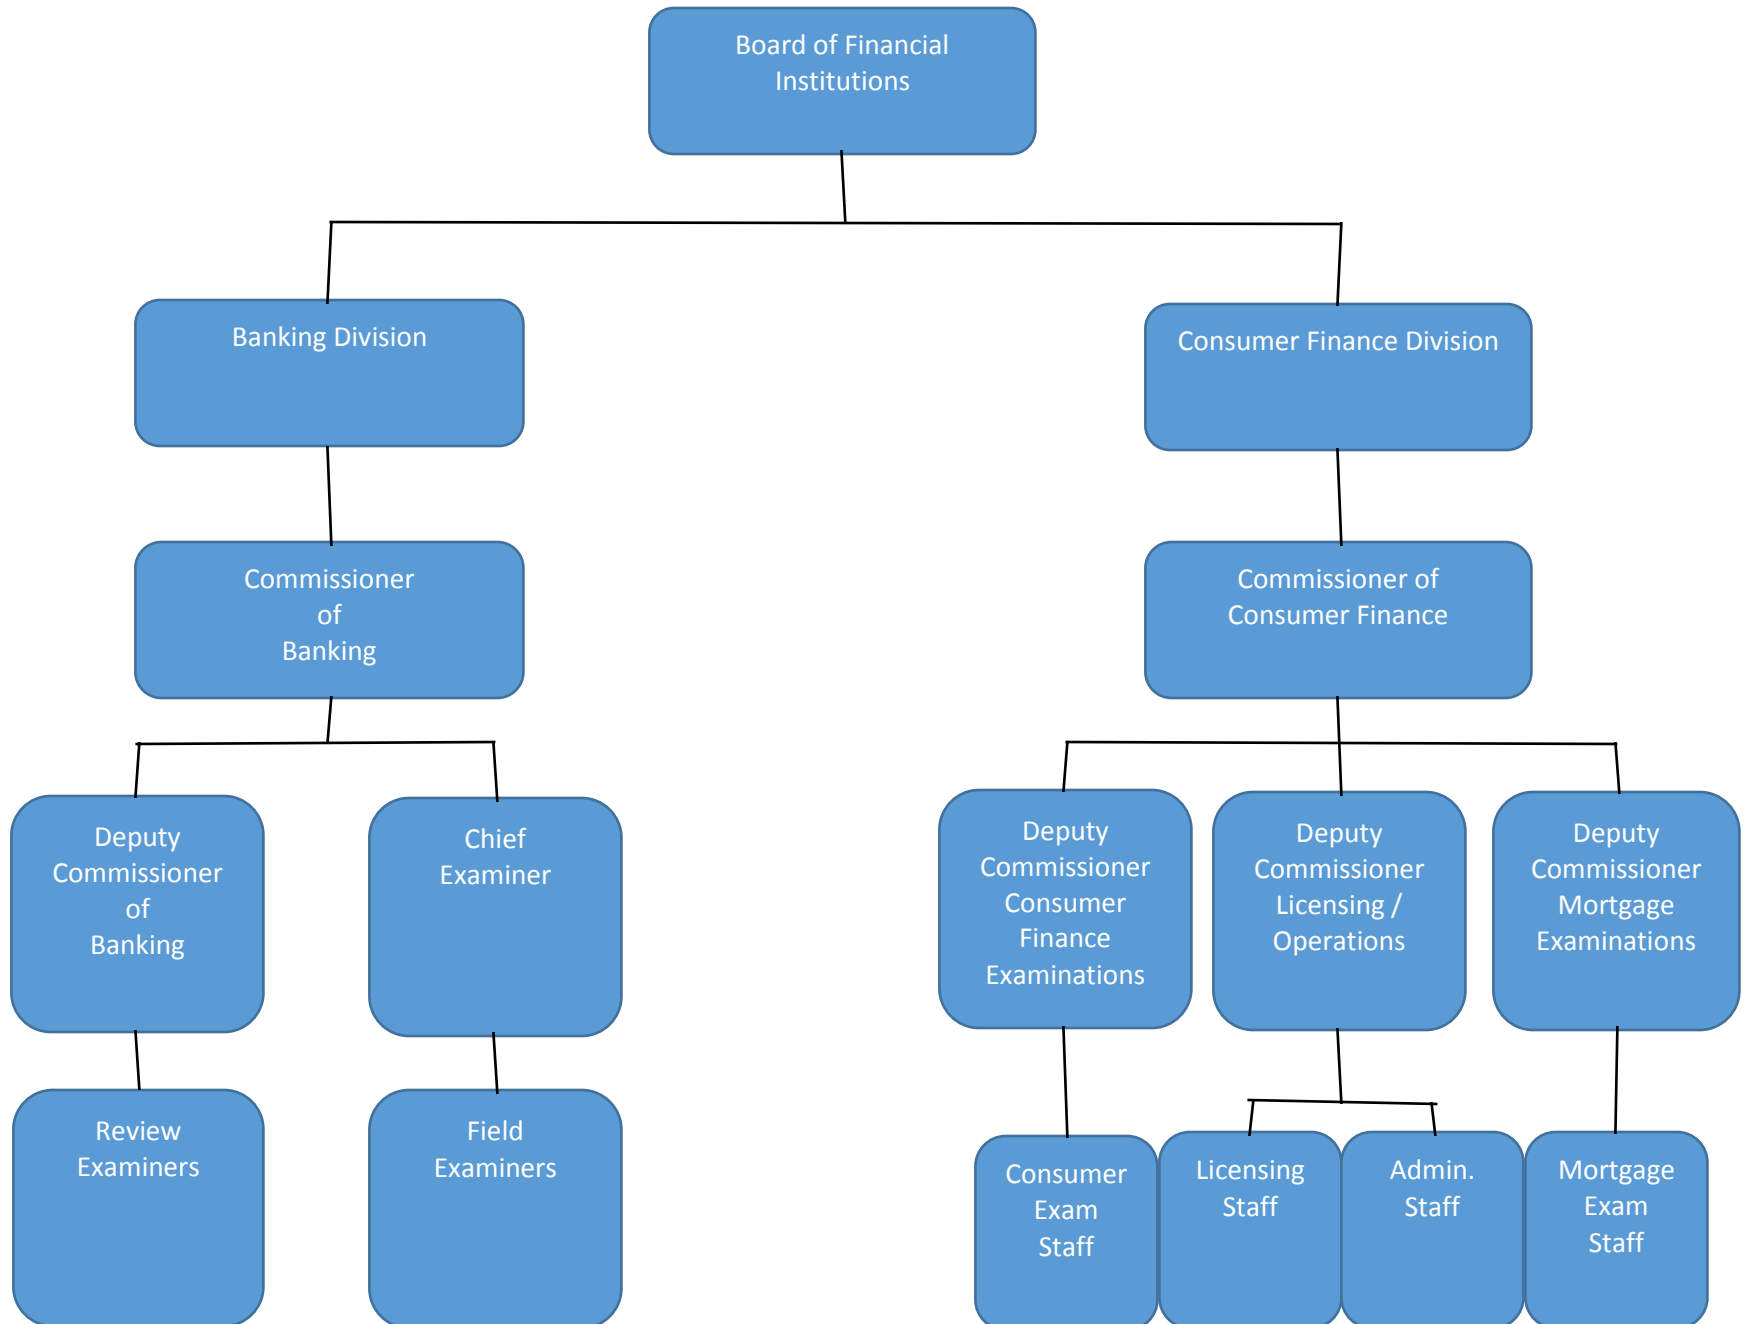 Board of Financial
Institutions
Banking Division
Consumer Finance Division
Commissioner
of
Banking
Commissioner of
Consumer Finance
Deputy
Commissioner
of
Banking
Chief
Examiner
Deputy
Commissioner
Consumer
Finance
Examinations
Deputy
Commissioner
Licensing /
Operations
Deputy
Commissioner
Mortgage
Examinations
Review
Examiners
Field
Examiners
Consumer
Exam
Staff
Licensing
Staff
Admin.
Staff
Mortgage
Exam
Staff